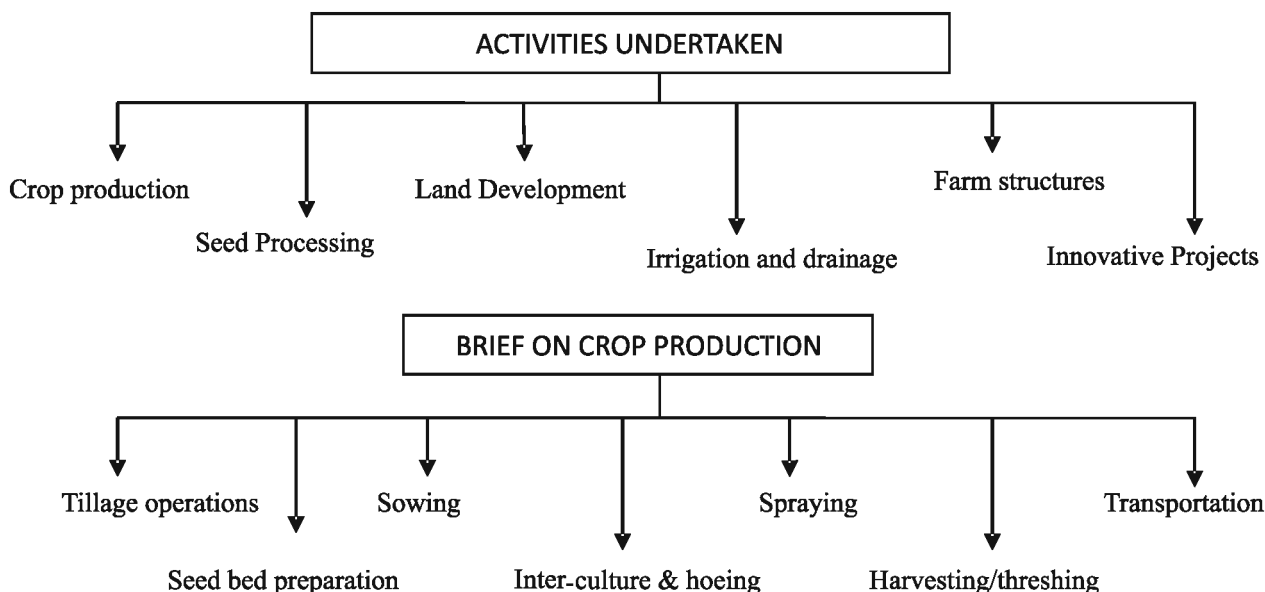 ACTIVITIES UNDERTAKEN
Crop production
Seed Processing
Land Development
Irrigation and drainage
Farm structures
Innovative Projects
BRIEF ON CROP PRODUCTION
Tillage operations
Seed bed preparation
Sowing
Inter-culture & hoeing
Spraying
Harvesting/threshing
Transportation